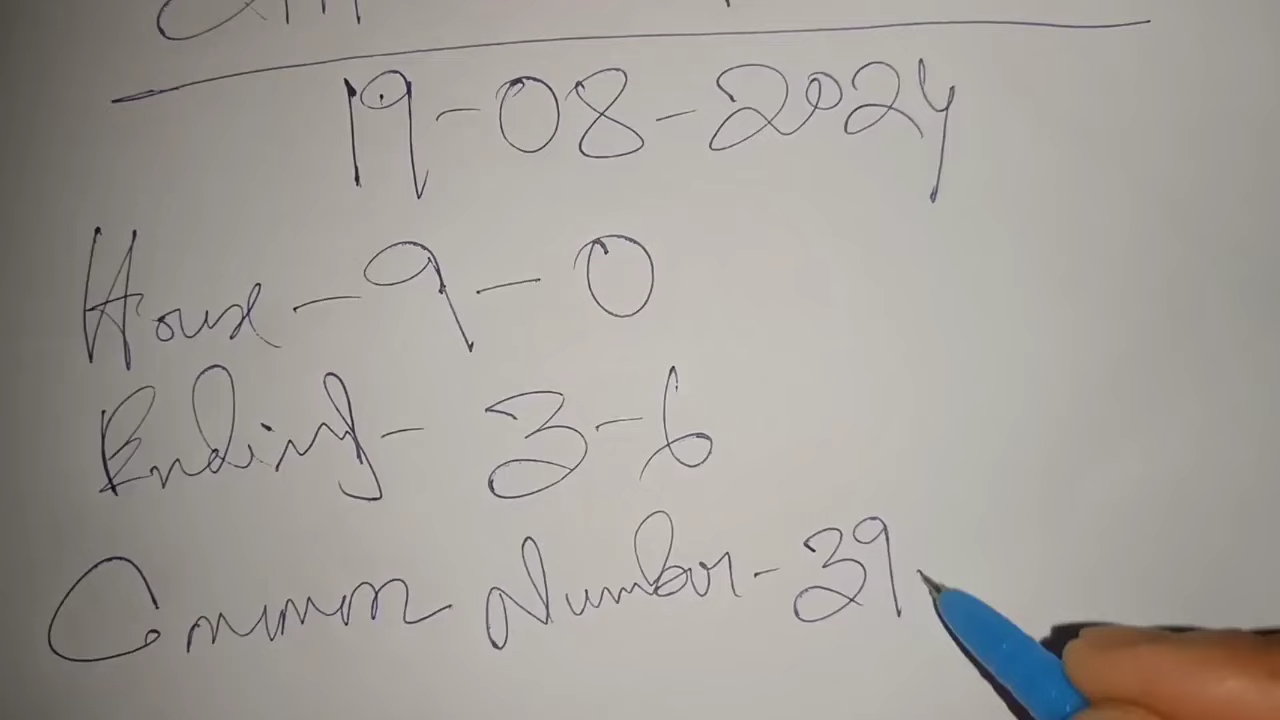 19-08-2024
House - 9 - 0
Ending - 3 - 6
Common Number - 39